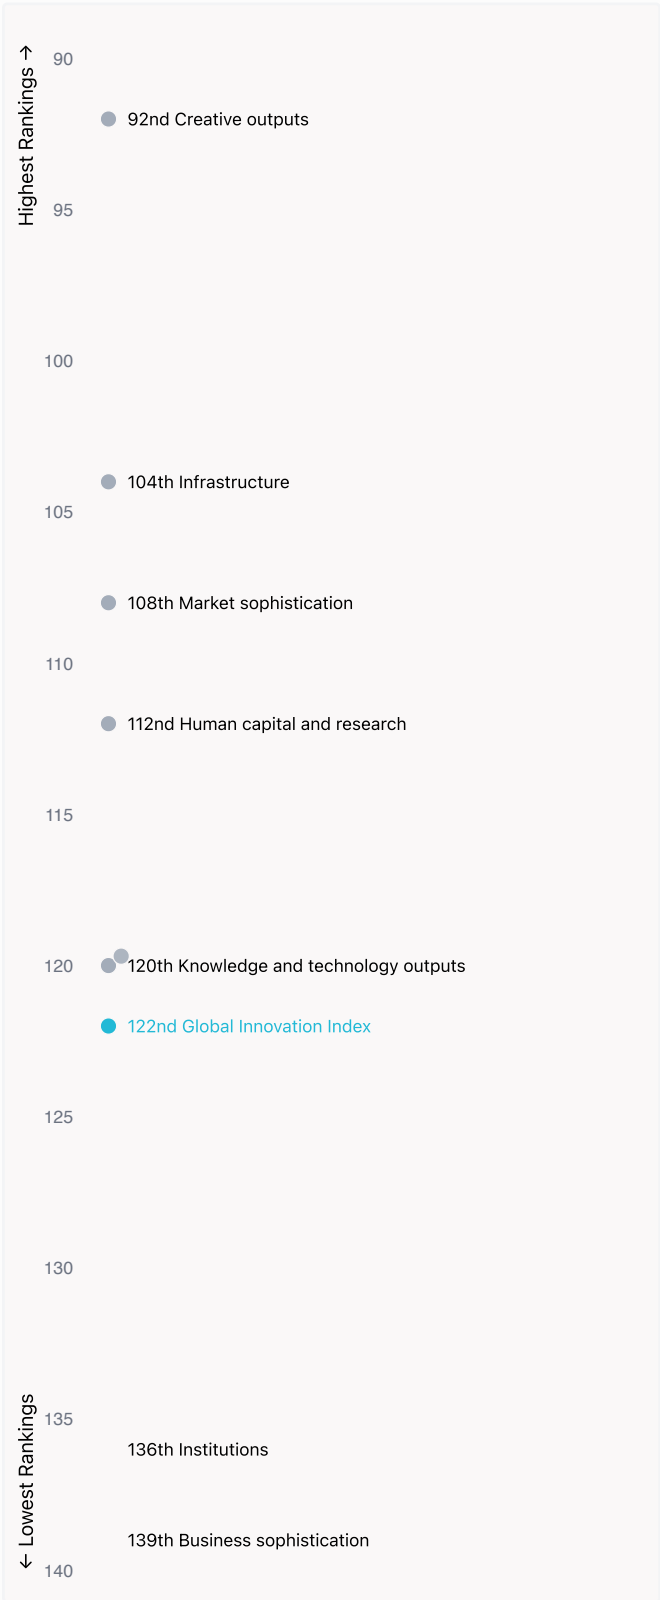 Highest Rankings →
90
92nd Creative outputs
95
100
104th Infrastructure
105
108th Market sophistication
110
112nd Human capital and research
115
120
120th Knowledge and technology outputs
122nd Global Innovation Index
125
130
← Lowest Rankings
135
136th Institutions
139th Business sophistication
140